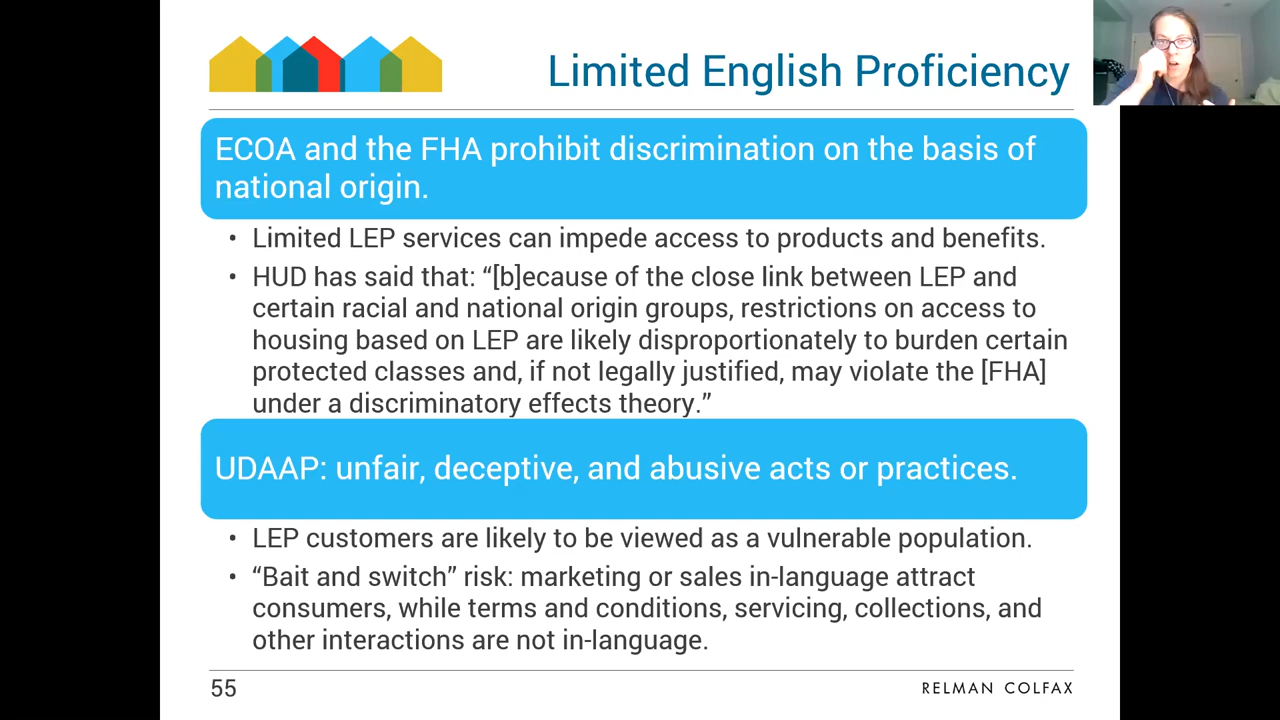 Limited English Proficiency
ECOA and the FHA prohibit discrimination on the basis of
national origin.
• Limited LEP services can impede access to products and benefits.
• HUD has said that: “[b]ecause of the close link between LEP and
certain racial and national origin groups, restrictions on access to
housing based on LEP are likely disproportionately to burden certain
protected classes and, if not legally justified, may violate the [FHA]
under a discriminatory effects theory.”
UDAAP: unfair, deceptive, and abusive acts or practices.
• LEP customers are likely to be viewed as a vulnerable population.
• “Bait and switch” risk: marketing or sales in-language attract
consumers, while terms and conditions, servicing, collections, and
other interactions are not in-language.
55
RELMAN COLFAX